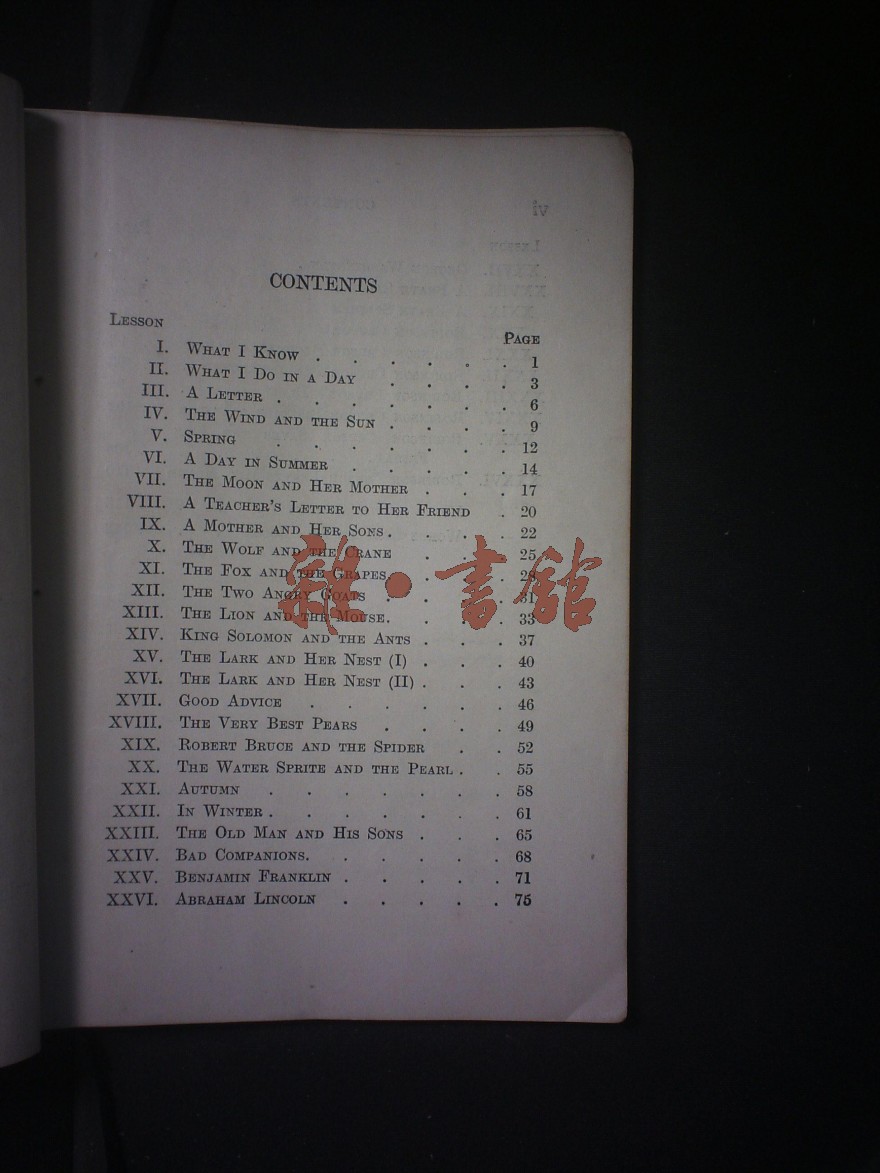 CONTENTS
LESSON
PAGE
I. WHAT I KNOW . . . . . . 1
II. WHAT I DO IN A DAY . . . . 3
III. A LETTER . . . . . . . 6
IV. THE WIND AND THE SUN . . . . 9
V. SPRING . . . . . . . 12
VI. A DAY IN SUMMER . . . . . 14
VII. THE MOON AND HER MOTHER . . . 17
VIII. A TEACHER'S LETTER TO HER FRIEND . 20
IX. A MOTHER AND HER SONS . . . . 22
X. THE WOLF AND THE CRANE . . . 25
XI. THE FOX AND THE GRAPES . . . 28
XII. THE TWO ANGRY GOATS . . . 31
XIII. THE LION AND THE MOUSE . . . 33
XIV. KING SOLOMON AND THE ANTS . . . 37
XV. THE LARK AND HER NEST (I) . . . 40
XVI. THE LARK AND HER NEST (II) . . . 43
XVII. GOOD ADVICE . . . . . . 46
XVIII. THE VERY BEST PEARS . . . . 49
XIX. ROBERT BRUCE AND THE SPIDER . . 52
XX. THE WATER SPRITE AND THE PEARL . . 55
XXI. AUTUMN . . . . . . . 58
XXII. IN WINTER . . . . . . . 61
XXIII. THE OLD MAN AND HIS SONS . . . 65
XXIV. BAD COMPANIONS. . . . . . 68
XXV. BENJAMIN FRANKLIN . . . . . 71
XXVI. ABRAHAM LINCOLN . . . . . 75
雜·書館